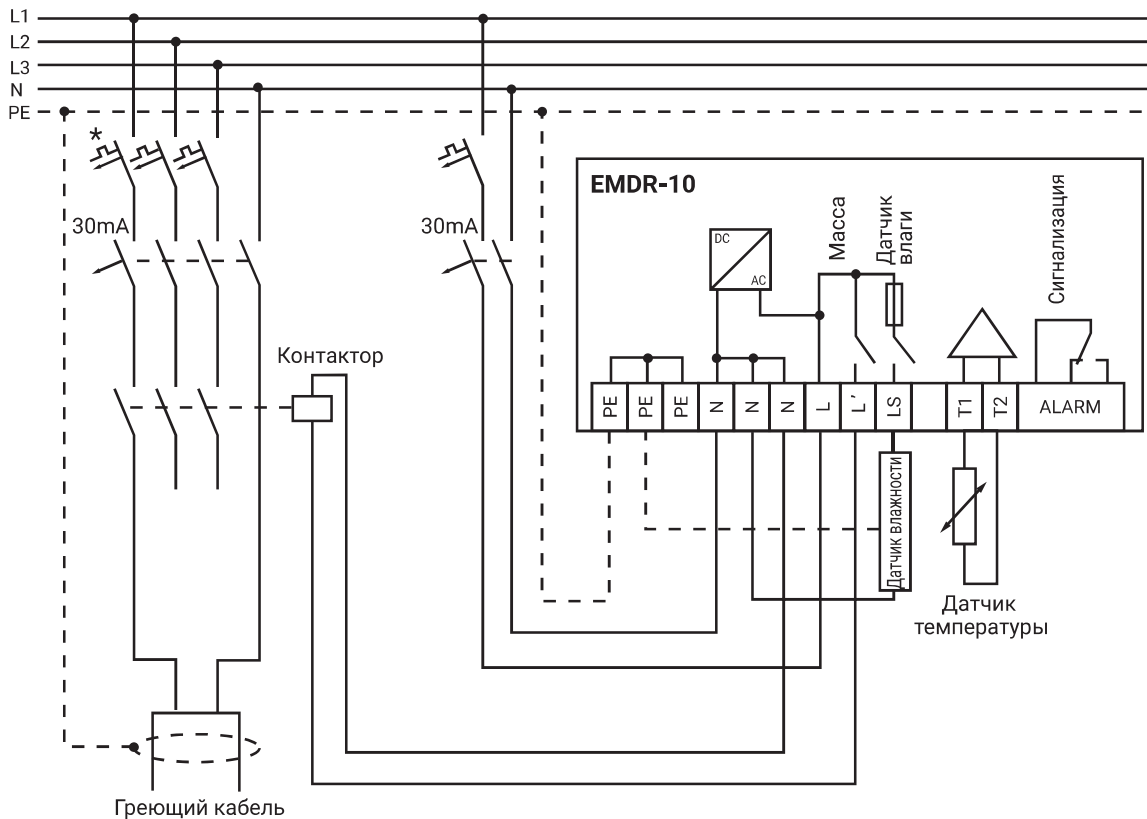 L1
L2
L3
N
PE
*
30mA
30mA
Контактор
EMDR-10
DC
AC
Масса
Датчик
влаги
Сигнализация
PE
PE
PE
N
N
N
L
L'
LS
T1
T2
ALARM
Датчик влажности
Датчик
температуры
Греющий кабель